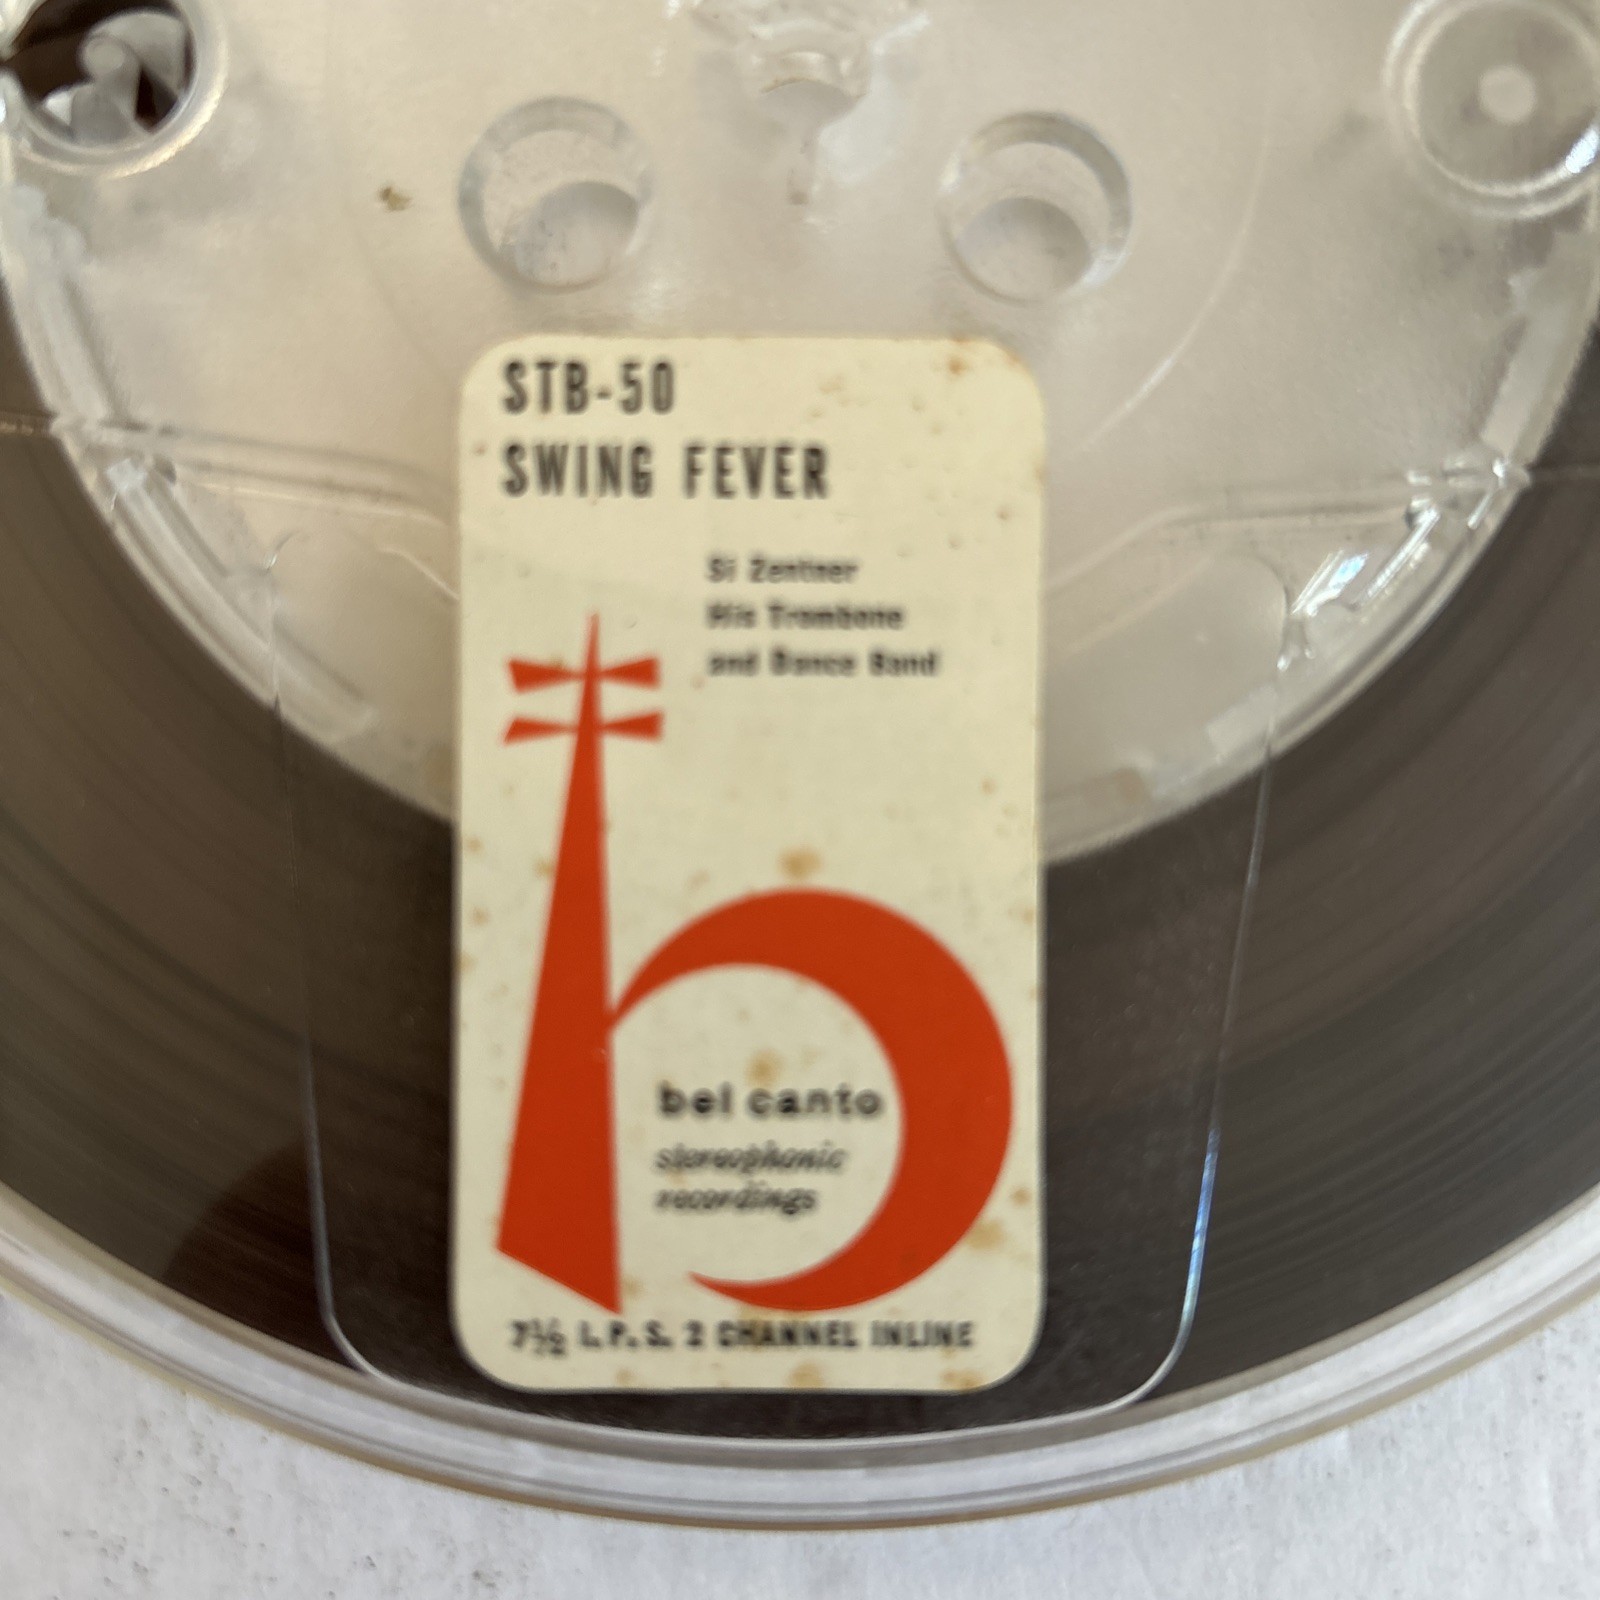 STB-50
SWING FEVER
Si Zentner
His Trombone
and Dance Band
bel canto
stereophonic
recordings
7½ I.P.S. 2 CHANNEL INLINE